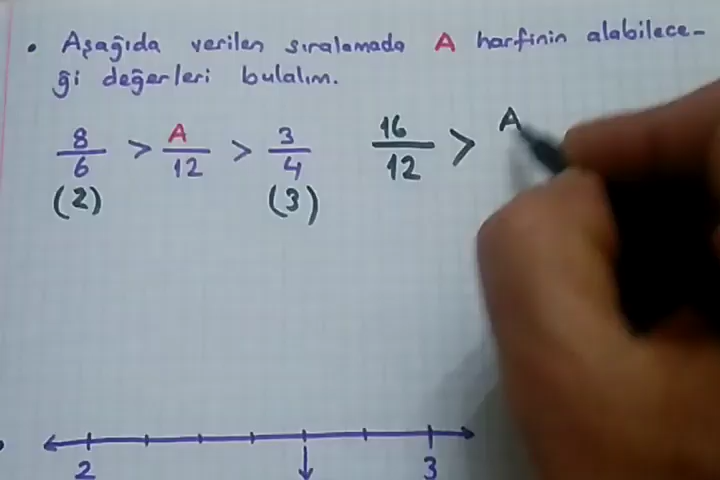 • Aşağıda verilen sıralamada A harfinin alabilece-
ği değerleri bulalım.
8/6 > A/12 > 3/4 16/12 > A
(2) (3)
2 3